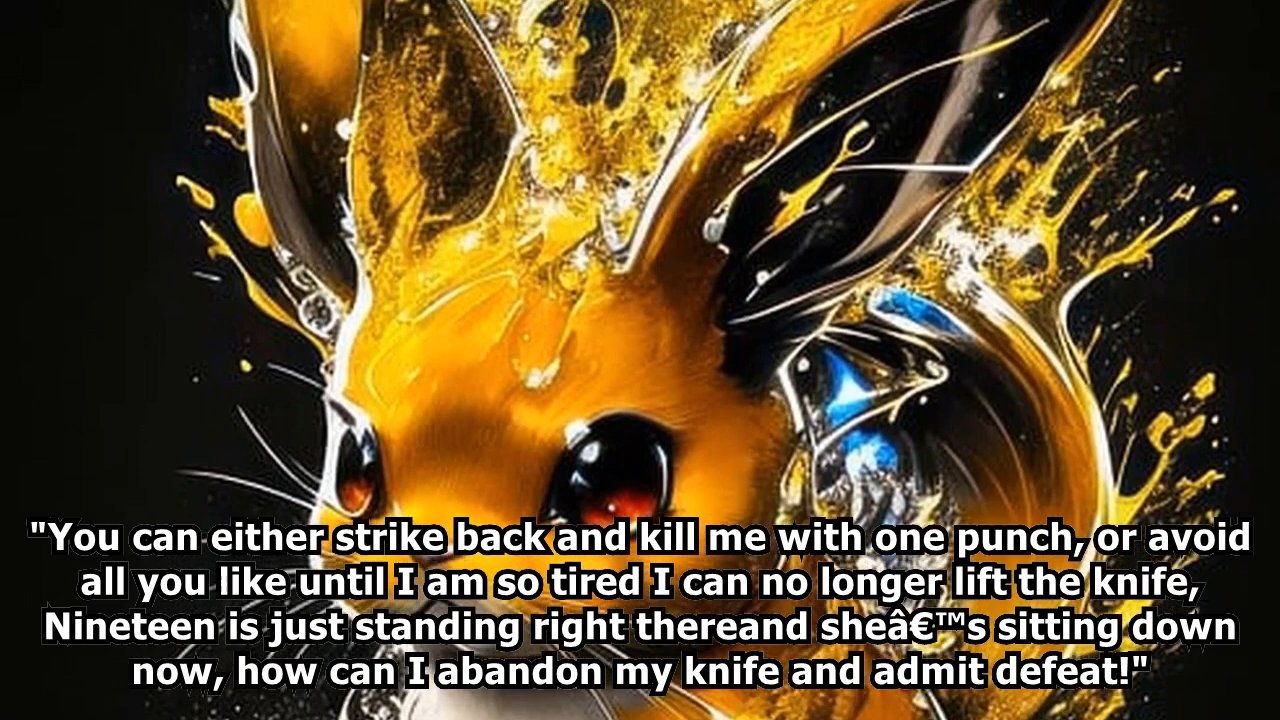 "You can either strike back and kill me with one punch, or avoid
all you like until I am so tired I can no longer lift the knife,
Nineteen is just standing right thereand sheâ€™s sitting down
now, how can I abandon my knife and admit defeat!"